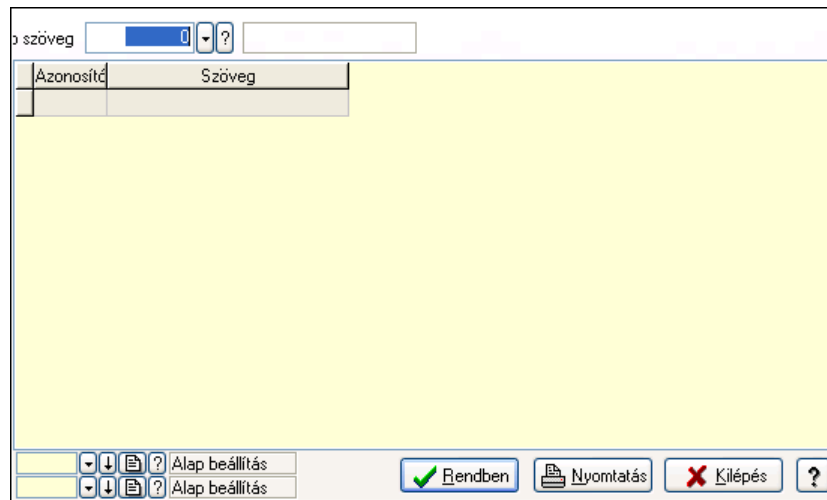 szöveg 0 ?
Azonosító Szöveg
? Alap beállítás
? Alap beállítás
Rendben Nyomtatás Kilépés ?